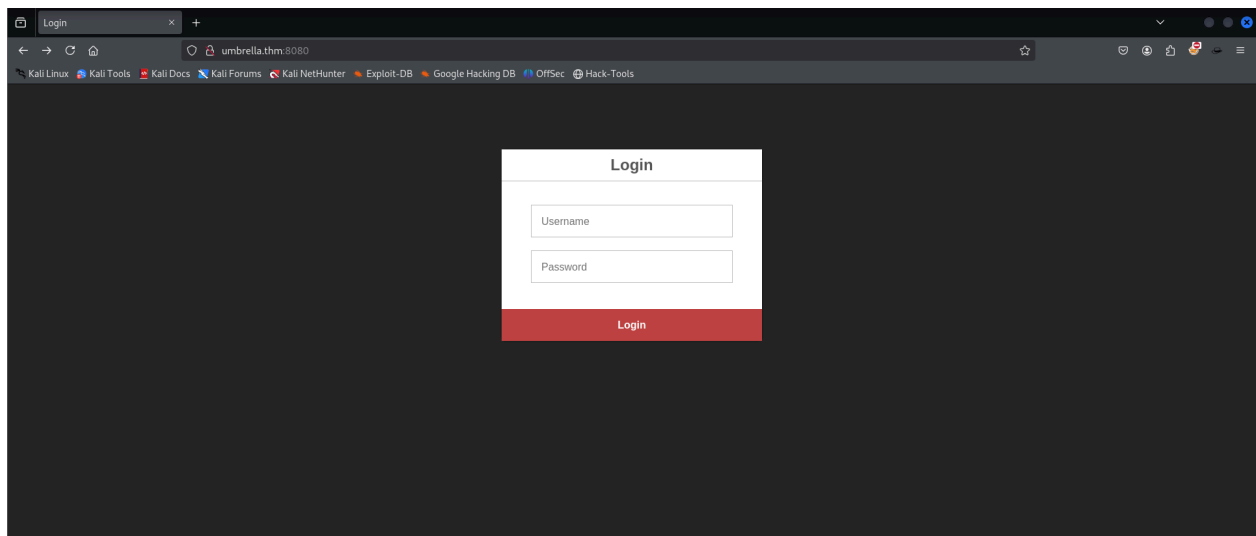 Login
umbrella.thm:8080
Kali Linux Kali Tools Kali Docs Kali Forums Kali NetHunter Exploit-DB Google Hacking DB OffSec Hack-Tools
Login
Username
Password
Login